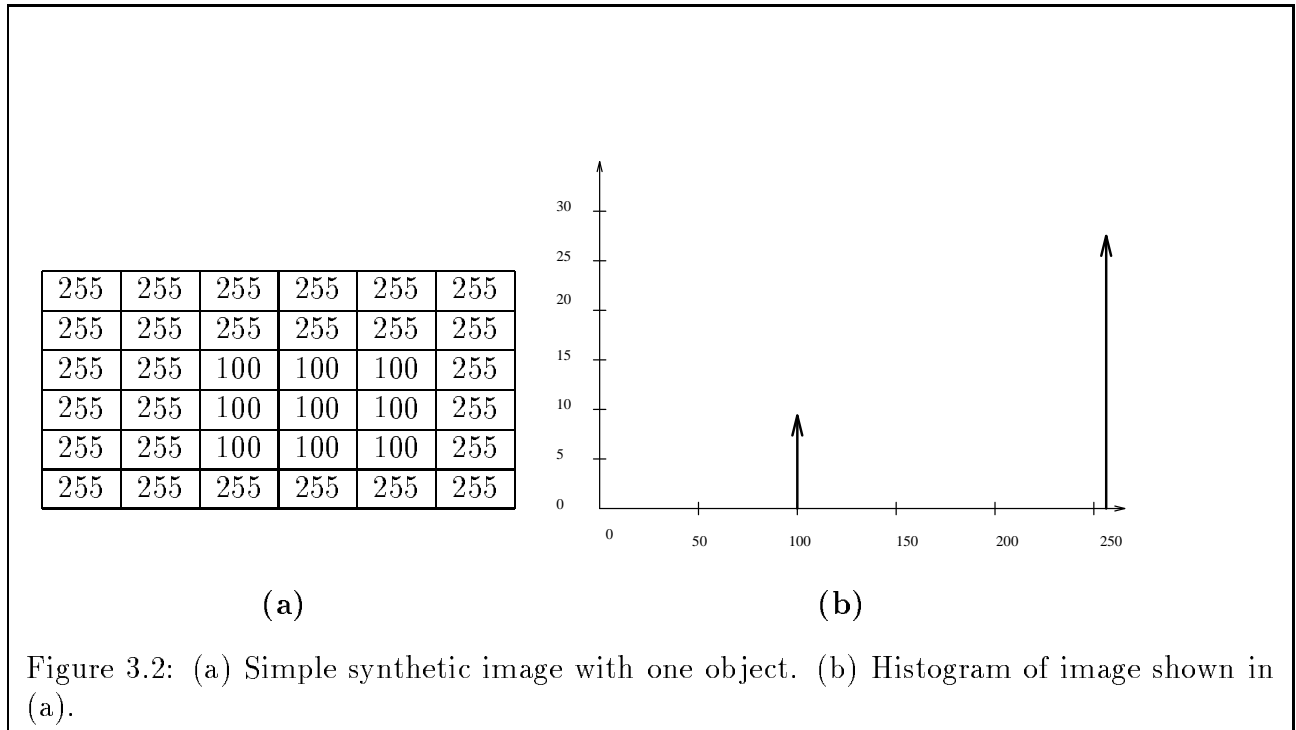 255 255 255 255 255 255
255 255 255 255 255 255
255 255 100 100 100 255
255 255 100 100 100 255
255 255 100 100 100 255
255 255 255 255 255 255
(a)
30
25
20
15
10
5
0
0 50 100 150 200 250
(b)
Figure 3.2: (a) Simple synthetic image with one object. (b) Histogram of image shown in
(a).